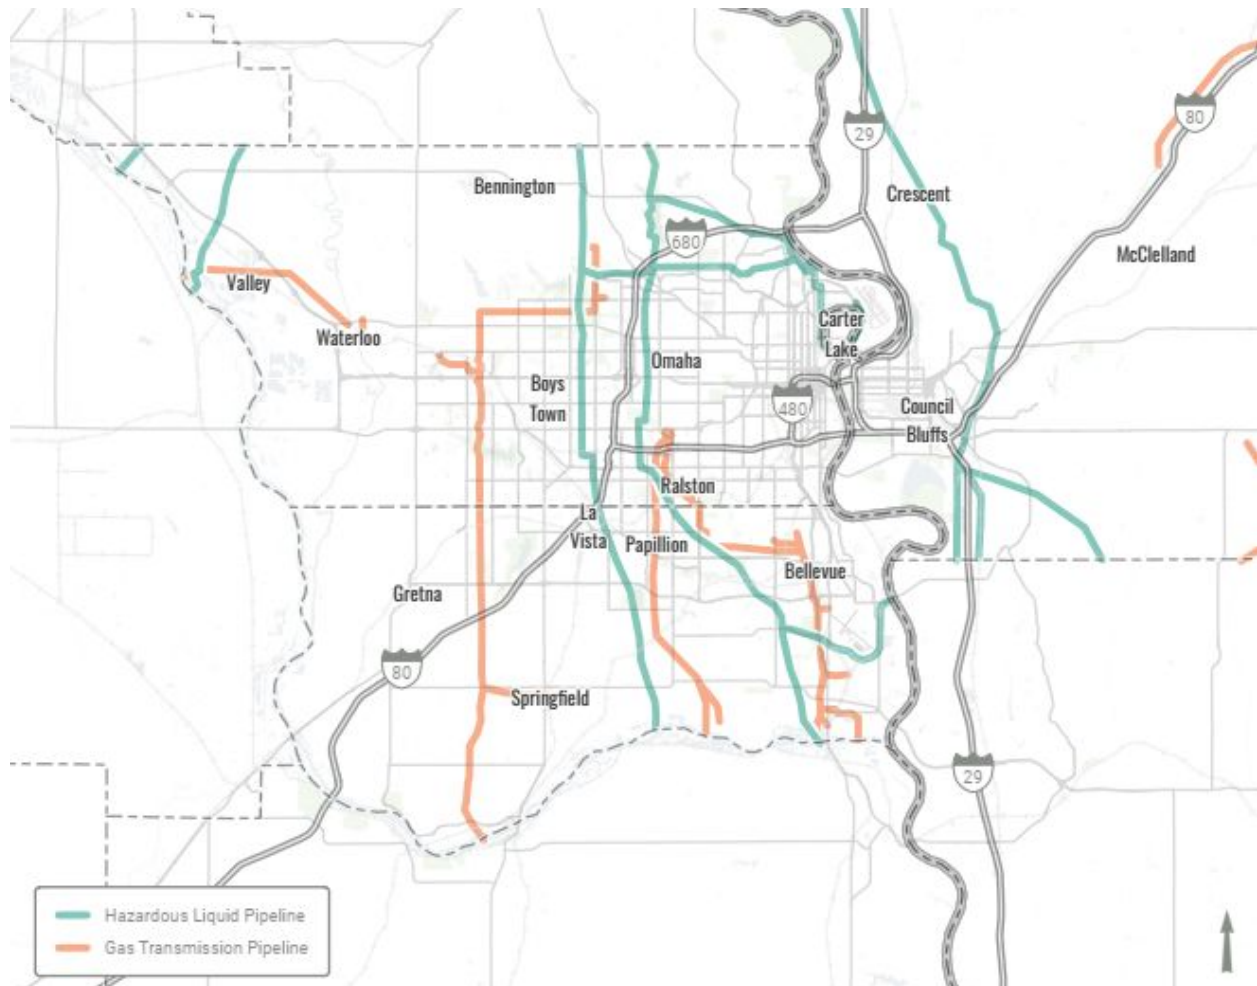 80
29
Bennington
Crescent
680
McClelland
Valley
Waterloo
Carter
Lake
Omaha
Boys
Town
480
Council
Bluffs
Ralston
La
Vista
Papillion
Bellevue
Gretna
80
Springfield
29
Hazardous Liquid Pipeline
Gas Transmission Pipeline